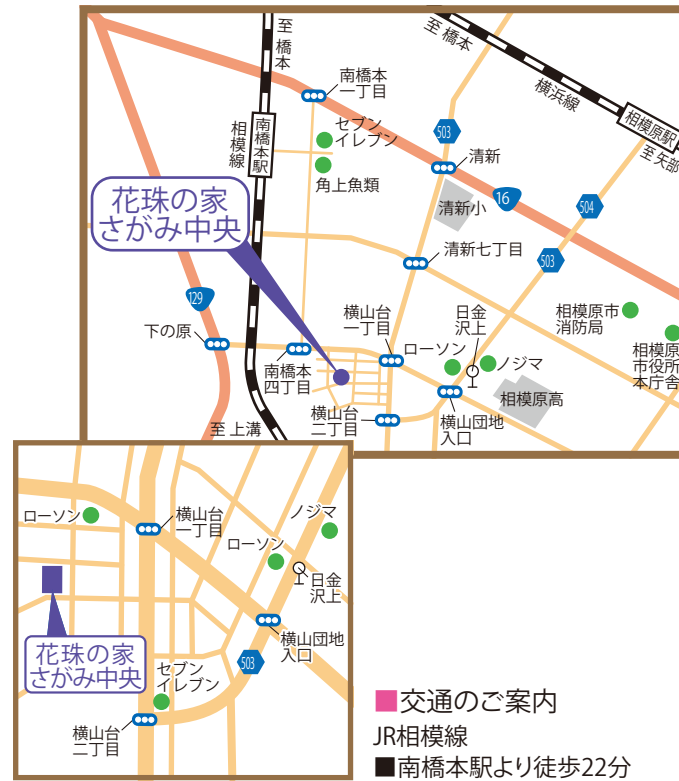 至橋本
至橋本
横浜線
相模原駅
至矢部
南橋本
一丁目
相模線
南橋本駅
セブン
イレブン
角上魚類
503
清新
清新小
16
504
503
花珠の家
さがみ中央
清新七丁目
129
下の原
南橋本
四丁目
横山台
一丁目
日金
沢上
ローソン
ノジマ
相模原市
消防局
相模原
市役所
本庁舎
相模原高
横山台
二丁目
横山団地
入口
至上溝
ローソン
横山台
一丁目
ノジマ
ローソン
日金
沢上
横山団地
入口
503
花珠の家
さがみ中央
セブン
イレブン
横山台
二丁目
■交通のご案内
JR相模線
■南橋本駅より徒歩22分